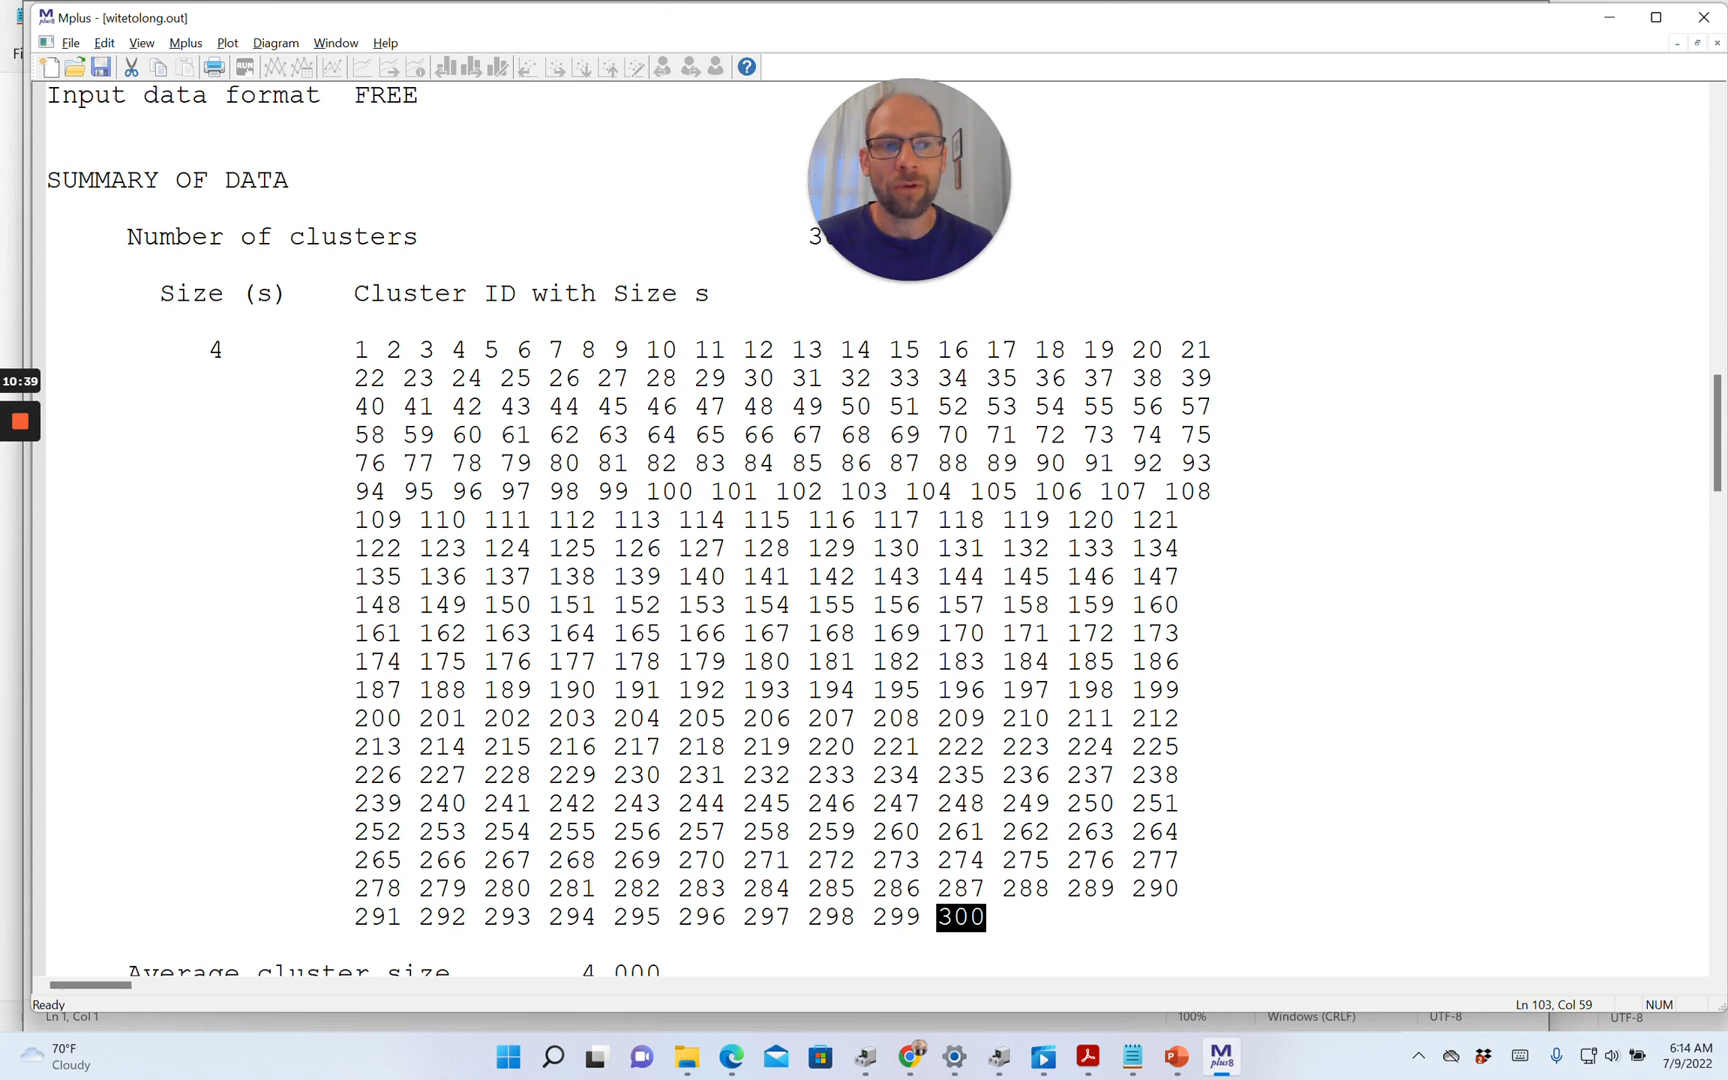 Mplus - [witetolong.out]
File Edit View Mplus Plot Diagram Window Help
RUN
Input data format FREE
SUMMARY OF DATA
Number of clusters
Size (s) Cluster ID with Size s
4 1 2 3 4 5 6 7 8 9 10 11 12 13 14 15 16 17 18 19 20 21
10:39
22 23 24 25 26 27 28 29 30 31 32 33 34 35 36 37 38 39
40 41 42 43 44 45 46 47 48 49 50 51 52 53 54 55 56 57
58 59 60 61 62 63 64 65 66 67 68 69 70 71 72 73 74 75
76 77 78 79 80 81 82 83 84 85 86 87 88 89 90 91 92 93
94 95 96 97 98 99 100 101 102 103 104 105 106 107 108
109 110 111 112 113 114 115 116 117 118 119 120 121
122 123 124 125 126 127 128 129 130 131 132 133 134
135 136 137 138 139 140 141 142 143 144 145 146 147
148 149 150 151 152 153 154 155 156 157 158 159 160
161 162 163 164 165 166 167 168 169 170 171 172 173
174 175 176 177 178 179 180 181 182 183 184 185 186
187 188 189 190 191 192 193 194 195 196 197 198 199
200 201 202 203 204 205 206 207 208 209 210 211 212
213 214 215 216 217 218 219 220 221 222 223 224 225
226 227 228 229 230 231 232 233 234 235 236 237 238
239 240 241 242 243 244 245 246 247 248 249 250 251
252 253 254 255 256 257 258 259 260 261 262 263 264
265 266 267 268 269 270 271 272 273 274 275 276 277
278 279 280 281 282 283 284 285 286 287 288 289 290
291 292 293 294 295 296 297 298 299 300
Average cluster size 4.000
Ready Ln 103, Col 59 NUM
Ln 1, Col 1 100% Windows (CRLF) UTF-8 UTF-8
70°F
Cloudy
6:14 AM
7/9/2022